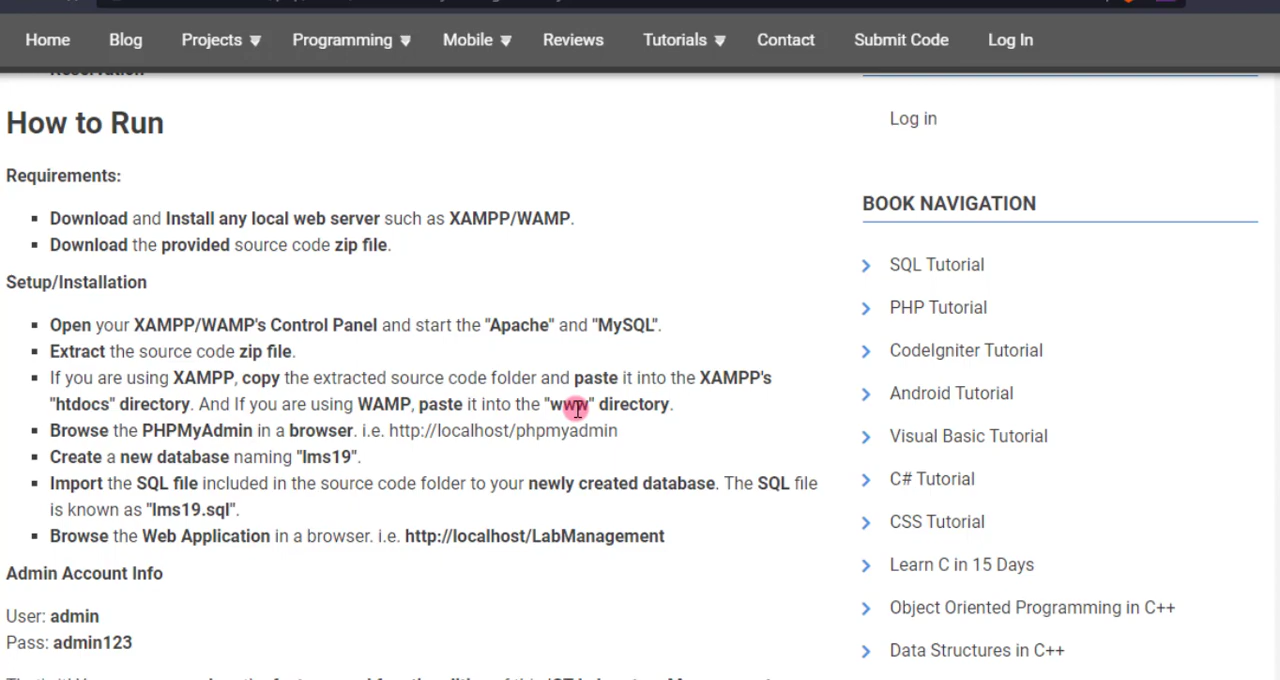 Home Blog Projects Programming Mobile Reviews Tutorials Contact Submit Code Log In
Reservation
How to Run
Requirements:
Download and Install any local web server such as XAMPP/WAMP.
Download the provided source code zip file.
Setup/Installation
Open your XAMPP/WAMP's Control Panel and start the "Apache" and "MySQL".
Extract the source code zip file.
If you are using XAMPP, copy the extracted source code folder and paste it into the XAMPP's
"htdocs" directory. And If you are using WAMP, paste it into the "www" directory.
Browse the PHPMyAdmin in a browser. i.e. http://localhost/phpmyadmin
Create a new database naming "lms19".
Import the SQL file included in the source code folder to your newly created database. The SQL file
is known as "lms19.sql".
Browse the Web Application in a browser. i.e. http://localhost/LabManagement
Admin Account Info
User: admin
Pass: admin123
Log in
BOOK NAVIGATION
SQL Tutorial
PHP Tutorial
CodeIgniter Tutorial
Android Tutorial
Visual Basic Tutorial
C# Tutorial
CSS Tutorial
Learn C in 15 Days
Object Oriented Programming in C++
Data Structures in C++